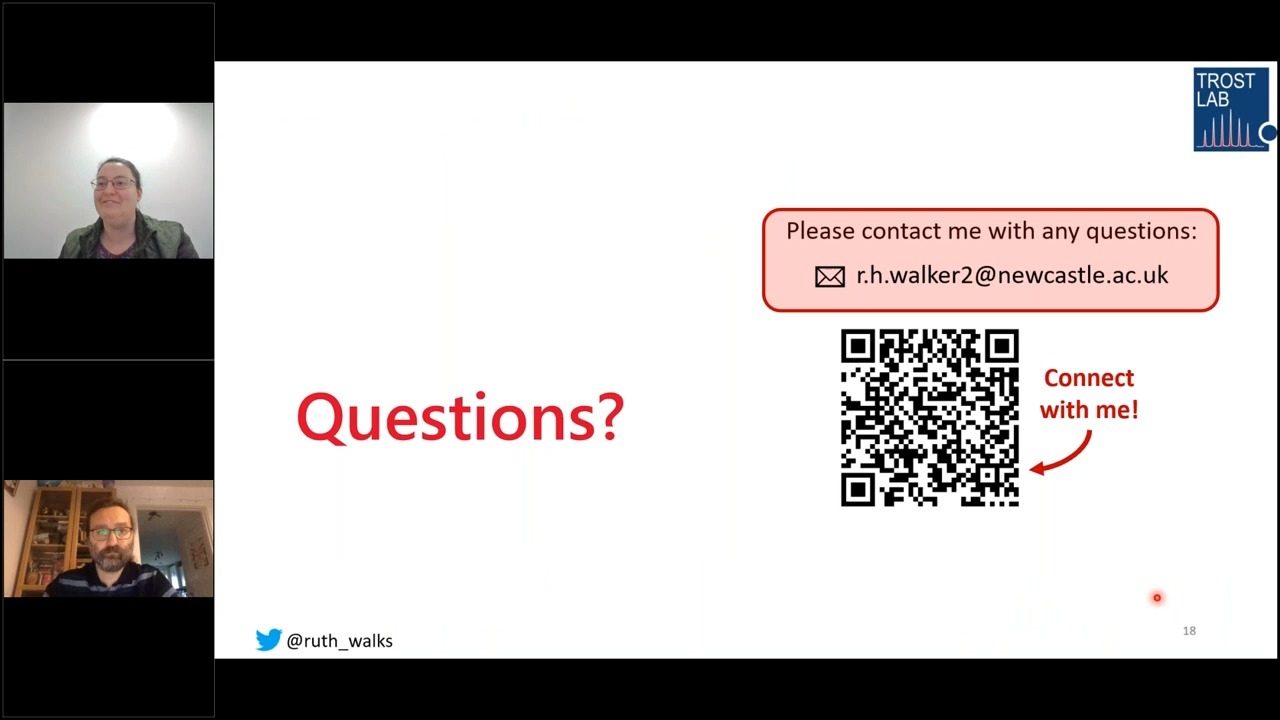 TROST
LAB
Please contact me with any questions:
r.h.walker2@newcastle.ac.uk
Connect
with me!
Questions?
@ruth_walks
18